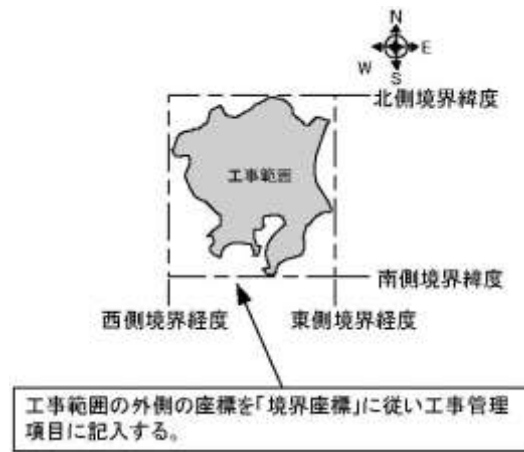 N
W
E
S
北側境界緯度
工事範囲
南側境界緯度
西側境界経度
東側境界経度
工事範囲の外側の座標を「境界座標」に従い工事管理
項目に記入する。